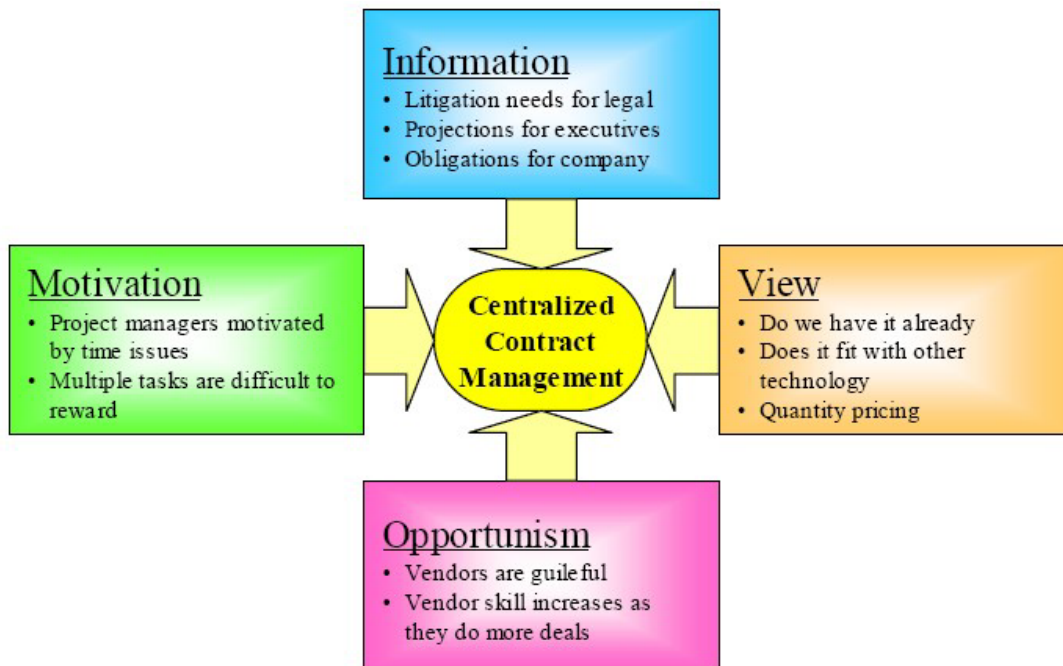 Information
• Litigation needs for legal
• Projections for executives
• Obligations for company
Motivation
• Project managers motivated
by time issues
• Multiple tasks are difficult to
reward
Centralized
Contract
Management
View
• Do we have it already
• Does it fit with other
technology
• Quantity pricing
Opportunism
• Vendors are guileful
• Vendor skill increases as
they do more deals